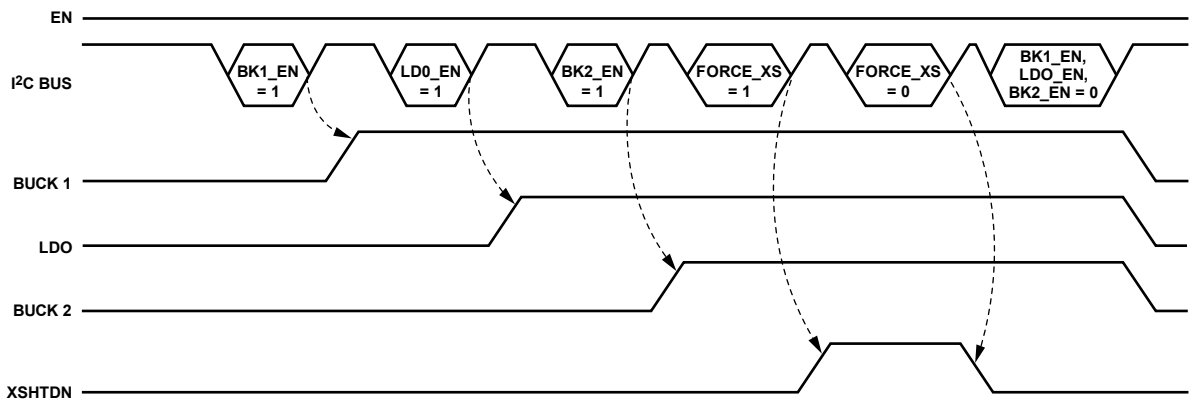 EN
I²C BUS
BK1_EN
= 1
LD0_EN
= 1
BK2_EN
= 1
FORCE_XS
= 1
FORCE_XS
= 0
BK1_EN,
LDO_EN,
BK2_EN = 0
BUCK 1
LDO
BUCK 2
XSHTDN